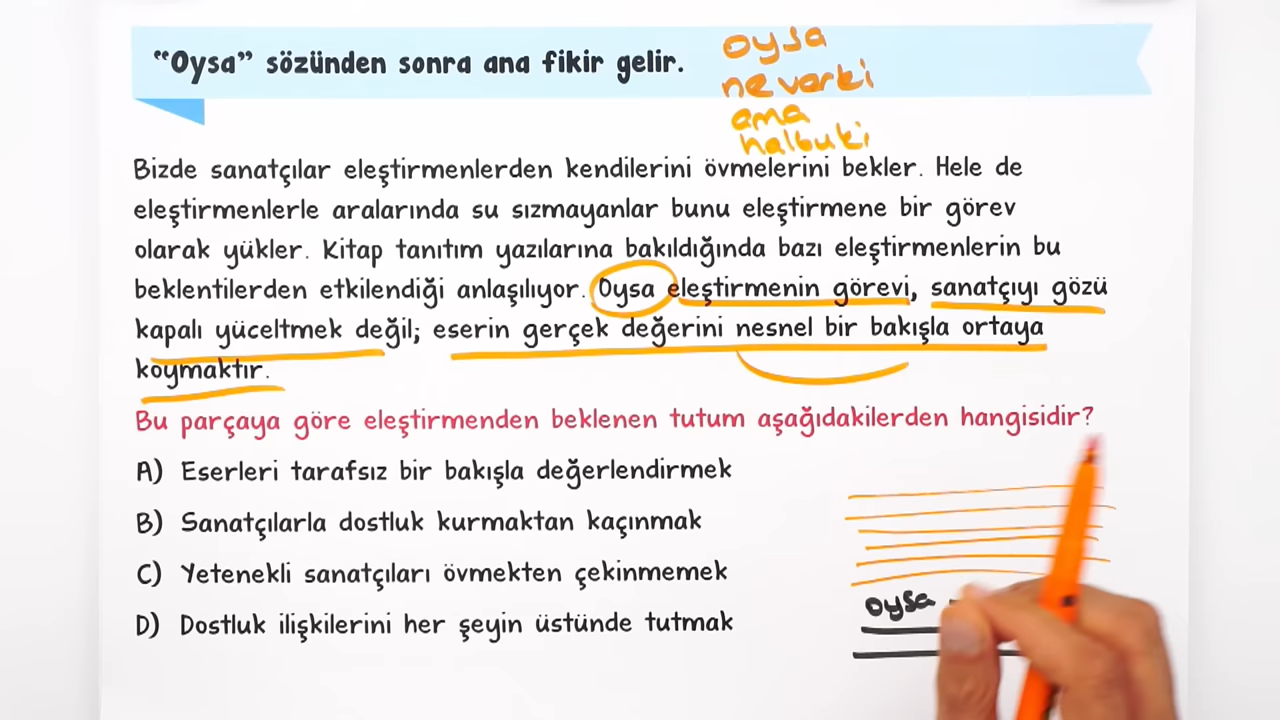 “Oysa” sözünden sonra ana fikir gelir.
oysa
ne var ki
ama
halbuki
Bizde sanatçılar eleştirmenlerden kendilerini övmelerini bekler. Hele de
eleştirmenlerle aralarında su sızmayanlar bunu eleştirmene bir görev
olarak yükler. Kitap tanıtım yazılarına bakıldığında bazı eleştirmenlerin bu
beklentilerden etkilendiği anlaşılıyor. Oysa eleştirmenin görevi, sanatçıyı gözü
kapalı yüceltmek değil; eserin gerçek değerini nesnel bir bakışla ortaya
koymaktır.
Bu parçaya göre eleştirmenden beklenen tutum aşağıdakilerden hangisidir?
A) Eserleri tarafsız bir bakışla değerlendirmek
B) Sanatçılarla dostluk kurmaktan kaçınmak
C) Yetenekli sanatçıları övmekten çekinmemek
D) Dostluk ilişkilerini her şeyin üstünde tutmak
oysa